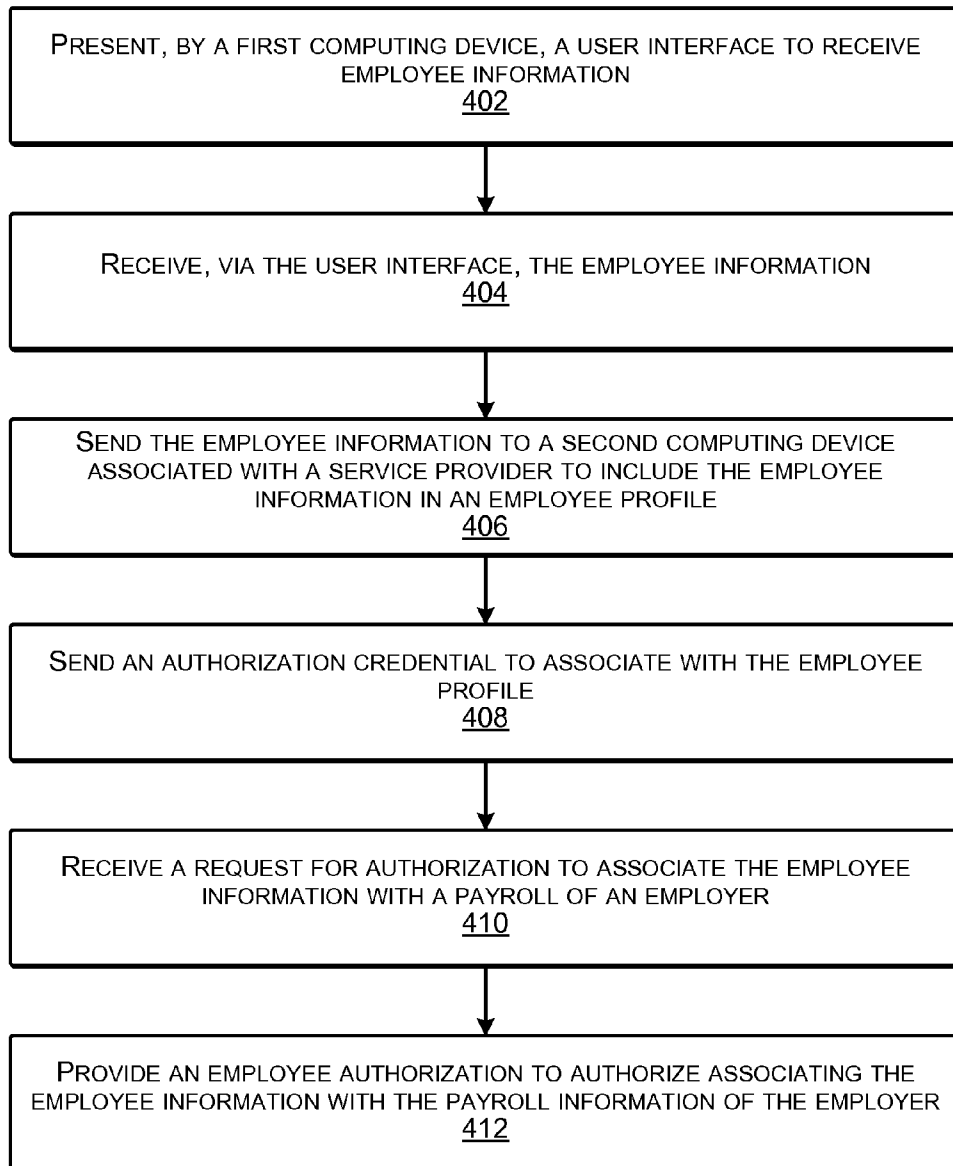 PRESENT, BY A FIRST COMPUTING DEVICE, A USER INTERFACE TO RECEIVE
EMPLOYEE INFORMATION
402
RECEIVE, VIA THE USER INTERFACE, THE EMPLOYEE INFORMATION
404
SEND THE EMPLOYEE INFORMATION TO A SECOND COMPUTING DEVICE
ASSOCIATED WITH A SERVICE PROVIDER TO INCLUDE THE EMPLOYEE
INFORMATION IN AN EMPLOYEE PROFILE
406
SEND AN AUTHORIZATION CREDENTIAL TO ASSOCIATE WITH THE EMPLOYEE
PROFILE
408
RECEIVE A REQUEST FOR AUTHORIZATION TO ASSOCIATE THE EMPLOYEE
INFORMATION WITH A PAYROLL OF AN EMPLOYER
410
PROVIDE AN EMPLOYEE AUTHORIZATION TO AUTHORIZE ASSOCIATING THE
EMPLOYEE INFORMATION WITH THE PAYROLL INFORMATION OF THE EMPLOYER
412